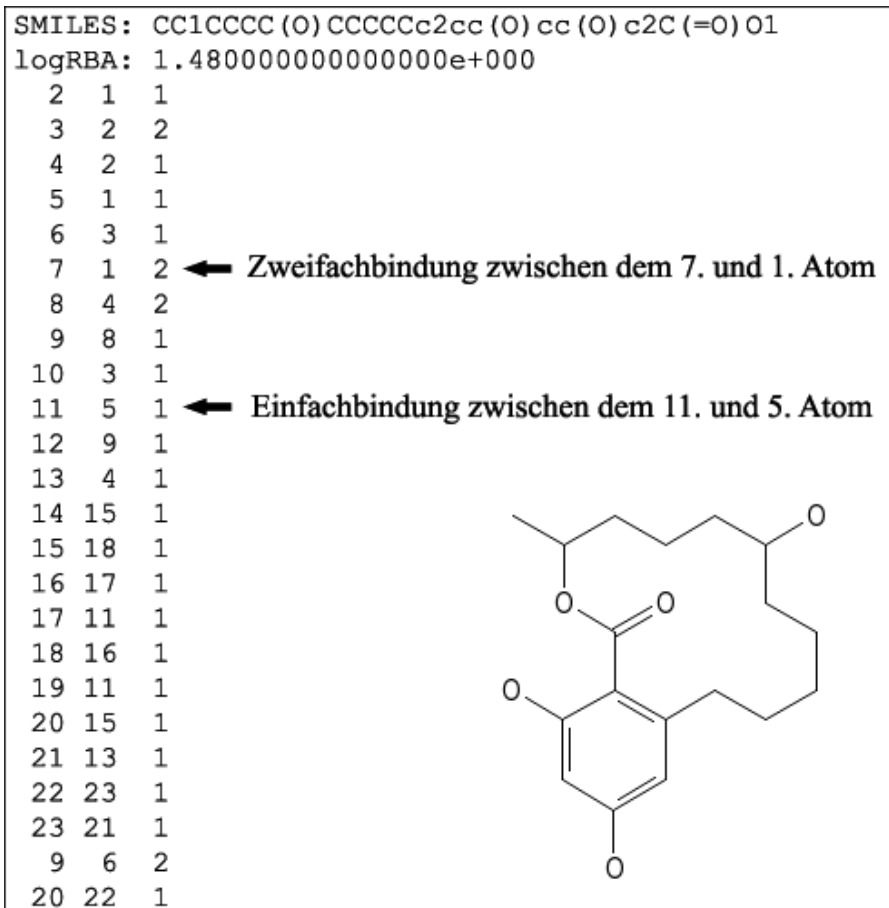 SMILES: CC1CCCC(O)CCCCCc2cc(O)cc(O)c2C(=O)O1
logRBA: 1.480000000000000e+000
2 1 1
3 2 2
4 2 1
5 1 1
6 3 1
7 1 2 Zweifachbindung zwischen dem 7. und 1. Atom
8 4 2
9 8 1
10 3 1
11 5 1 Einfachbindung zwischen dem 11. und 5. Atom
12 9 1
13 4 1
14 15 1
15 18 1
16 17 1
17 11 1
18 16 1
19 11 1
20 15 1
21 13 1
22 23 1
23 21 1
9 6 2
20 22 1
O
O O
O
O